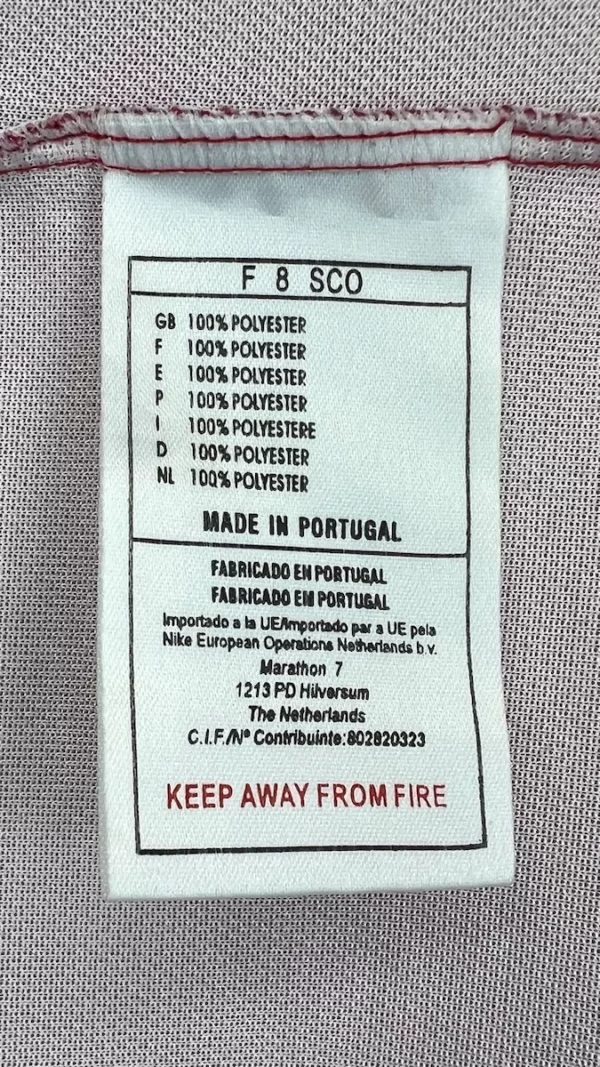 F 8 SCO
GB 100% POLYESTER
F 100% POLYESTER
E 100% POLYESTER
P 100% POLYESTER
I 100% POLYESTERE
D 100% POLYESTER
NL 100% POLYESTER
MADE IN PORTUGAL
FABRICADO EN PORTUGAL
FABRICADO EM PORTUGAL
Importado a la UE/Importado par a UE pela
Nike European Operations Netherlands b.v.
Marathon 7
1213 PD Hilversum
The Netherlands
C.I.F./Nº Contribuinte:802820323
KEEP AWAY FROM FIRE